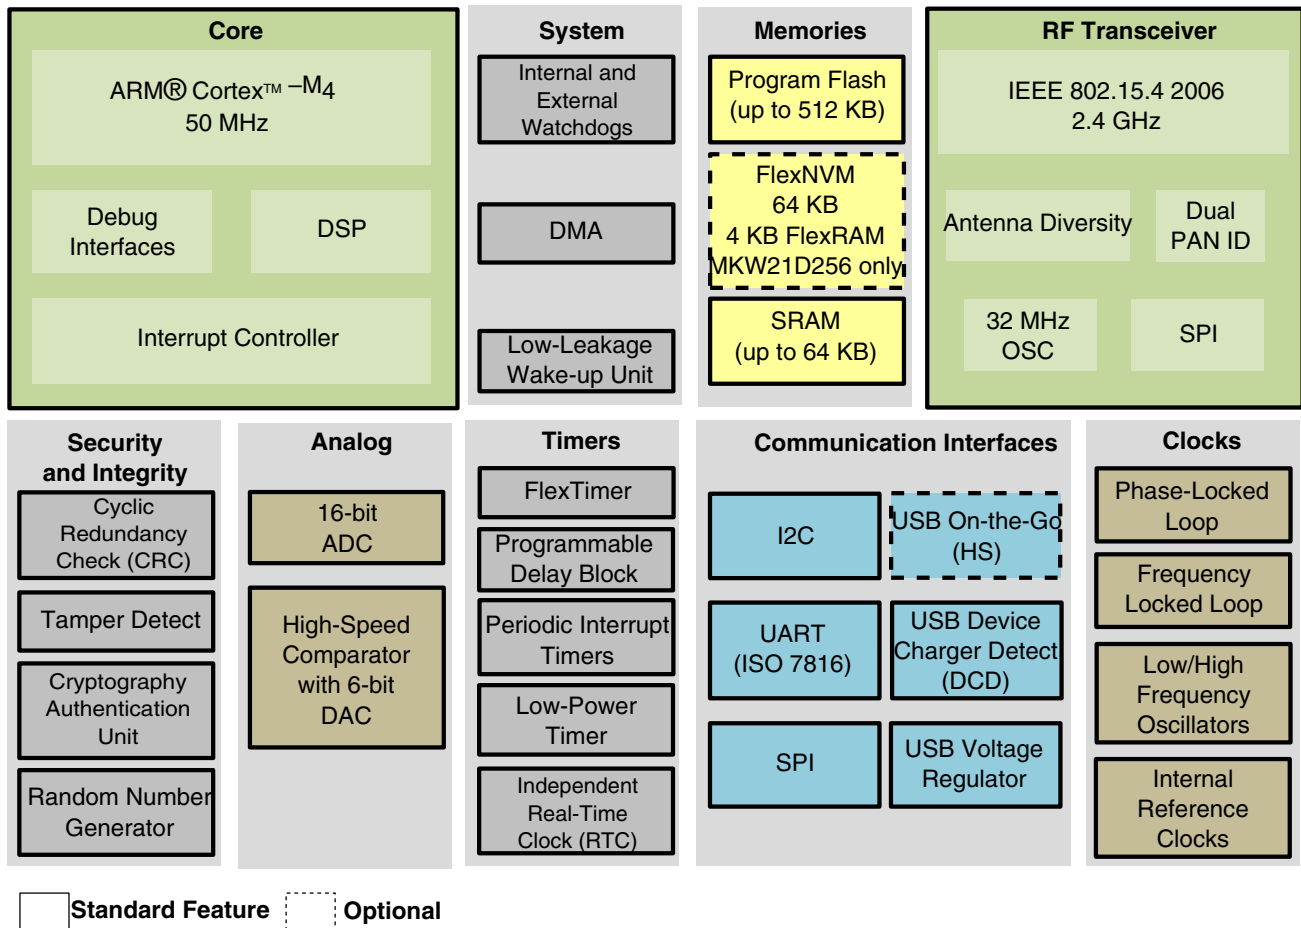 Core
ARM® Cortex™ –M4
50 MHz
Debug
Interfaces
DSP
Interrupt Controller
System
Internal and
External
Watchdogs
DMA
Low-Leakage
Wake-up Unit
Memories
Program Flash
(up to 512 KB)
FlexNVM
64 KB
4 KB FlexRAM
MKW21D256 only
SRAM
(up to 64 KB)
RF Transceiver
IEEE 802.15.4 2006
2.4 GHz
Antenna Diversity
Dual
PAN ID
32 MHz
OSC
SPI
Security
and Integrity
Cyclic
Redundancy
Check (CRC)
Tamper Detect
Cryptography
Authentication
Unit
Random Number
Generator
Analog
16-bit
ADC
High-Speed
Comparator
with 6-bit
DAC
Timers
FlexTimer
Programmable
Delay Block
Periodic Interrupt
Timers
Low-Power
Timer
Independent
Real-Time
Clock (RTC)
Communication Interfaces
I2C
USB On-the-Go
(HS)
UART
(ISO 7816)
USB Device
Charger Detect
(DCD)
SPI
USB Voltage
Regulator
Clocks
Phase-Locked
Loop
Frequency
Locked Loop
Low/High
Frequency
Oscillators
Internal
Reference
Clocks
Standard Feature
Optional